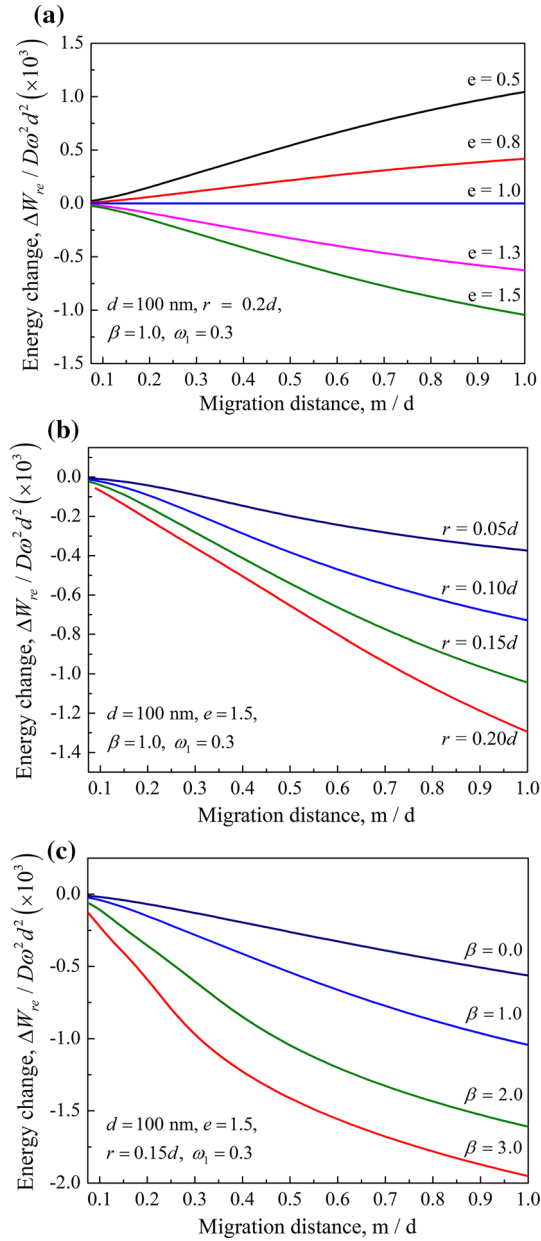 (a)
1.5
1.0
0.5
0.0
-0.5
-1.0
-1.5
Energy change, ΔW_re / Dω² d² (×10³)
e = 0.5
e = 0.8
e = 1.0
e = 1.3
e = 1.5
d = 100 nm, r = 0.2d,
β = 1.0, ω₁ = 0.3
0.1 0.2 0.3 0.4 0.5 0.6 0.7 0.8 0.9 1.0
Migration distance, m / d
(b)
0.0
-0.2
-0.4
-0.6
-0.8
-1.0
-1.2
-1.4
Energy change, ΔW_re / Dω² d² (×10³)
r = 0.05d
r = 0.10d
r = 0.15d
r = 0.20d
d = 100 nm, e = 1.5,
β = 1.0, ω₁ = 0.3
0.1 0.2 0.3 0.4 0.5 0.6 0.7 0.8 0.9 1.0
Migration distance, m / d
(c)
0.0
-0.5
-1.0
-1.5
-2.0
Energy change, ΔW_re / Dω² d² (×10³)
β = 0.0
β = 1.0
β = 2.0
β = 3.0
d = 100 nm, e = 1.5,
r = 0.15d, ω₁ = 0.3
0.1 0.2 0.3 0.4 0.5 0.6 0.7 0.8 0.9 1.0
Migration distance, m / d